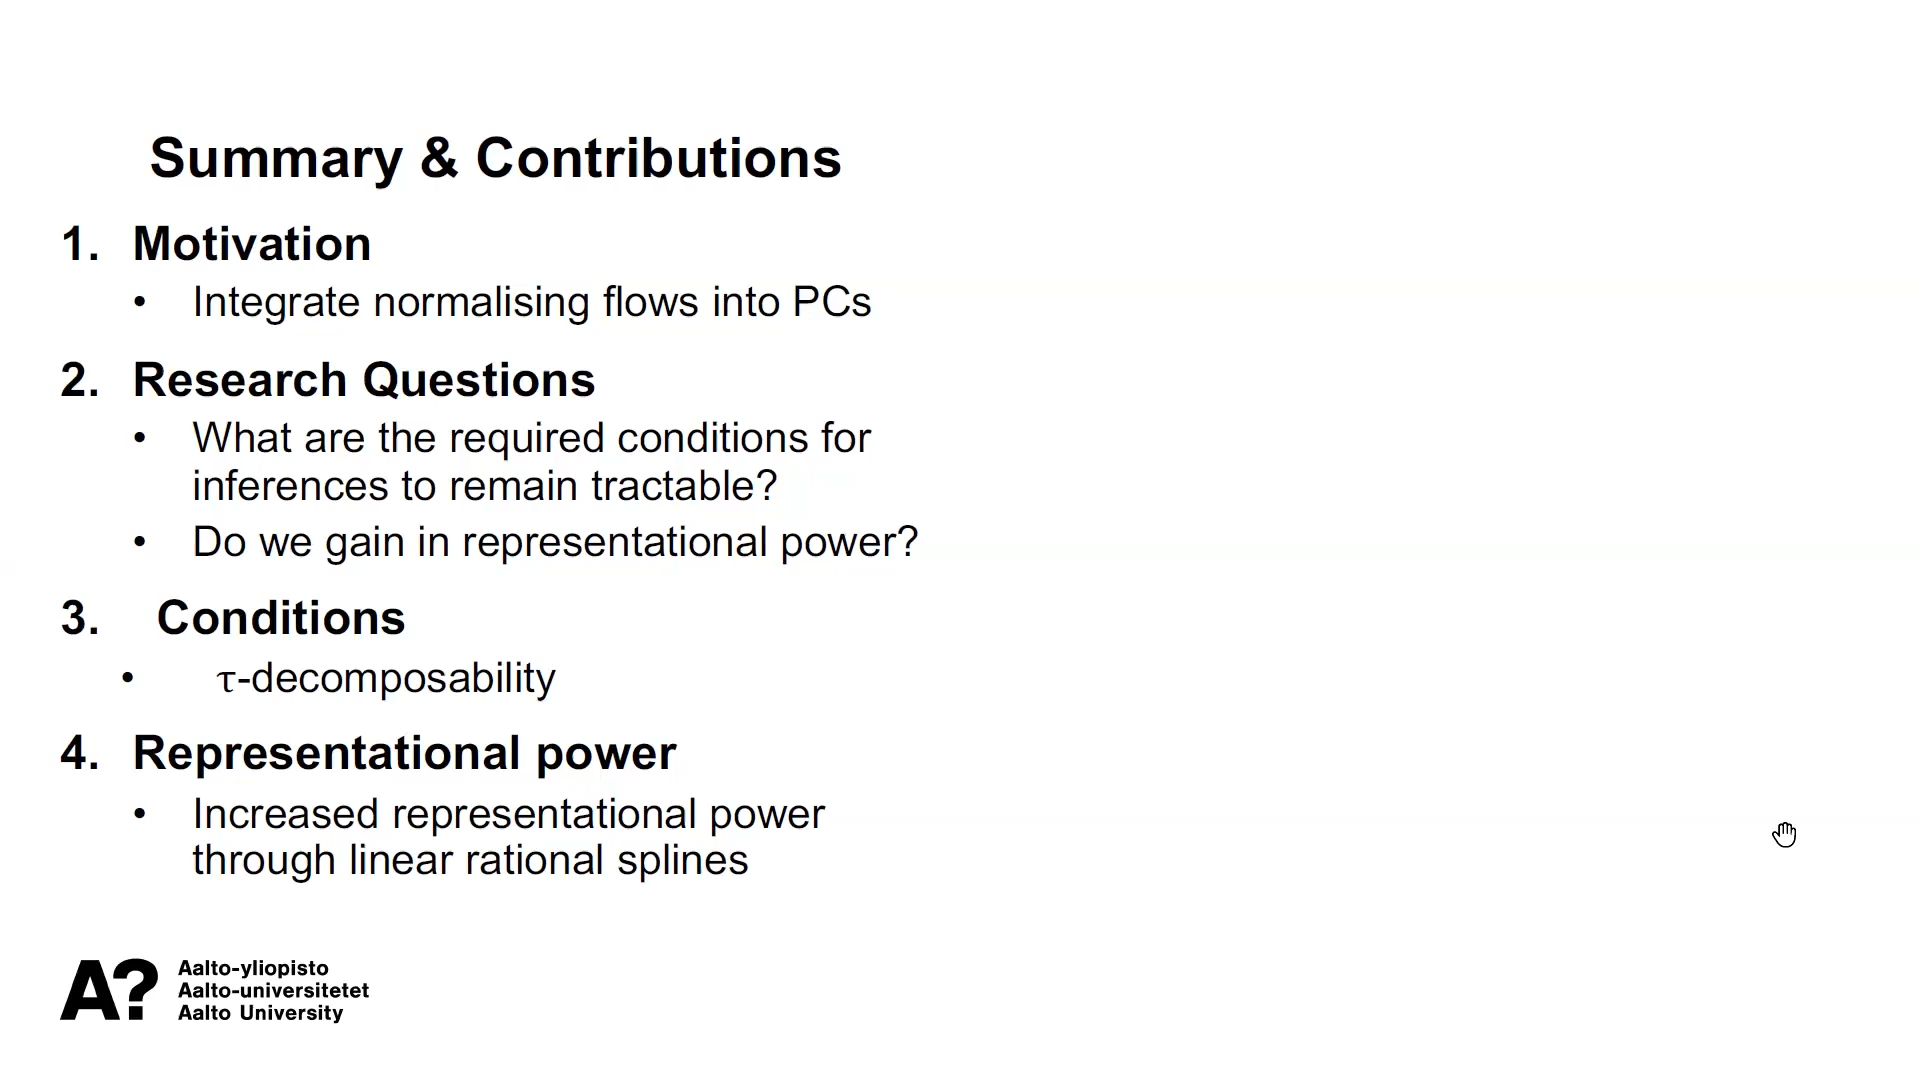 Summary & Contributions
1. Motivation
• Integrate normalising flows into PCs
2. Research Questions
• What are the required conditions for
inferences to remain tractable?
• Do we gain in representational power?
3. Conditions
• τ-decomposability
4. Representational power
• Increased representational power
through linear rational splines
A? Aalto-yliopisto
Aalto-universitetet
Aalto University